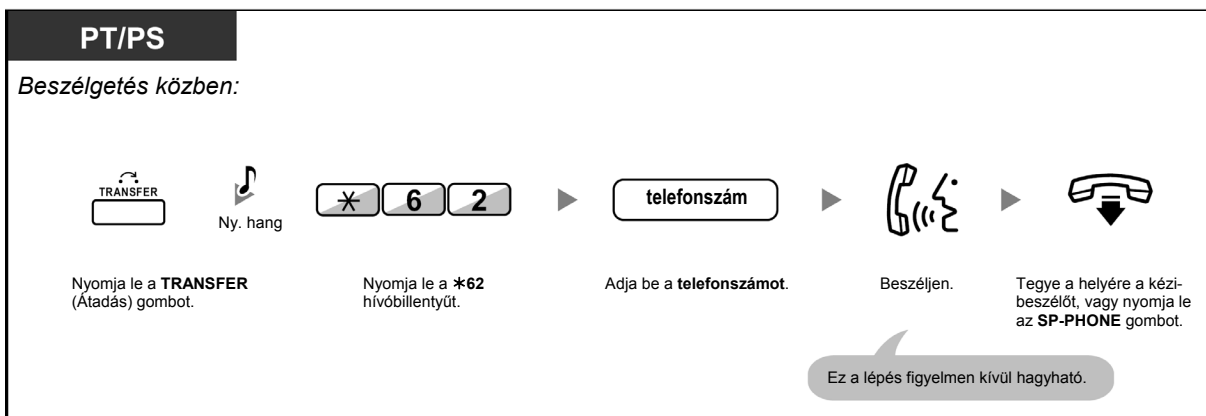 PT/PS
Beszélgetés közben:
TRANSFER
Ny. hang
* 6 2
telefonszám
Nyomja le a TRANSFER
(Átadás) gombot.
Nyomja le a *62
hívóbillentyűt.
Adja be a telefonszámot.
Beszéljen.
Tegye a helyére a kézi-
beszélőt, vagy nyomja le
az SP-PHONE gombot.
Ez a lépés figyelmen kívül hagyható.